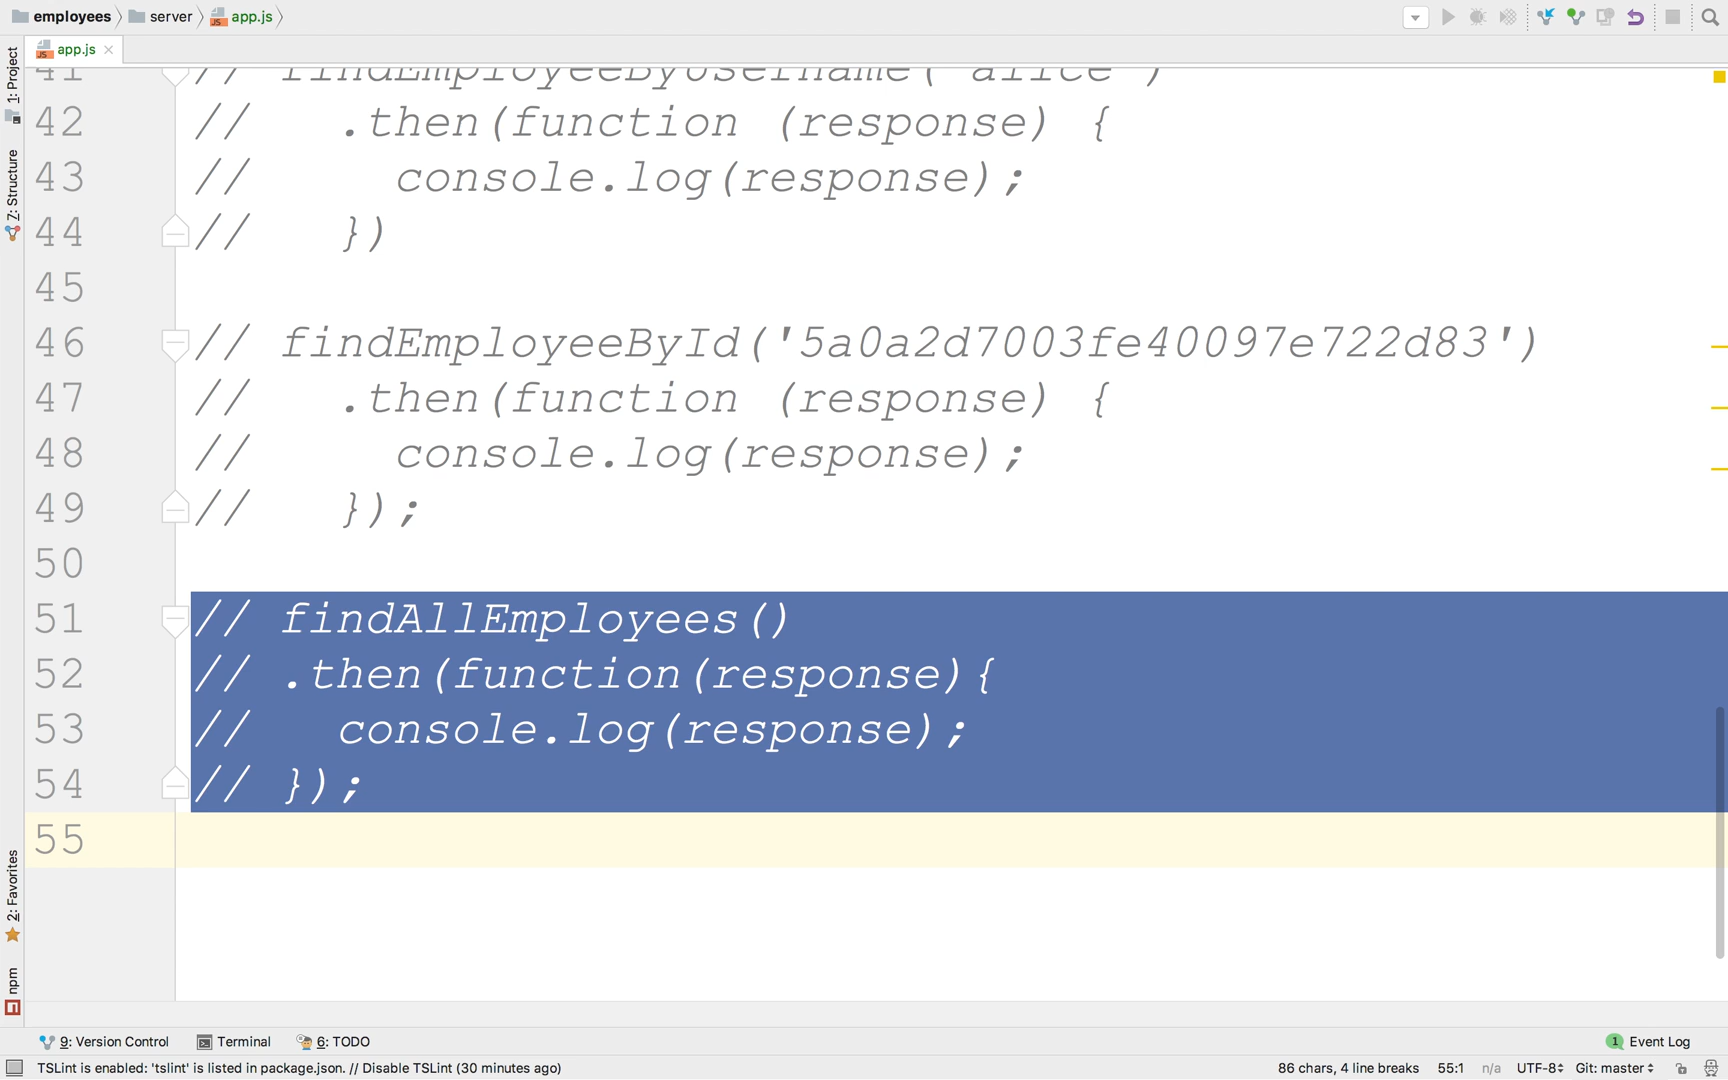 employees
server
app.js
app.js
1: Project
7: Structure
2: Favorites
npm
41 // findEmployeeByUsername('alice')
42 //    .then(function (response) {
43 //      console.log(response);
44 //    })
45
46 // findEmployeeById('5a0a2d7003fe40097e722d83')
47 //    .then(function (response) {
48 //      console.log(response);
49 //    });
50
51 // findAllEmployees()
52 // .then(function(response){
53 //   console.log(response);
54 // });
55
9: Version Control
Terminal
6: TODO
1 Event Log
TSLint is enabled: 'tslint' is listed in package.json. // Disable TSLint (30 minutes ago)
86 chars, 4 line breaks
55:1
n/a
UTF-8
Git: master